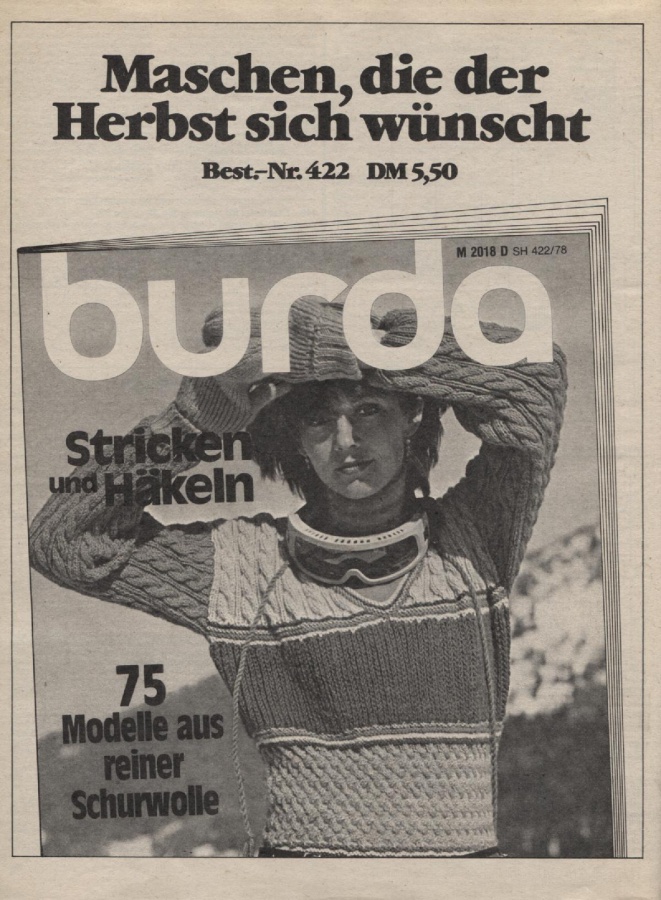 Maschen, die der
Herbst sich wünscht
Best.-Nr. 422 DM 5,50
M 2018 D SH 422/78
burda
Stricken
und Häkeln
75
Modelle aus
reiner
Schurwolle